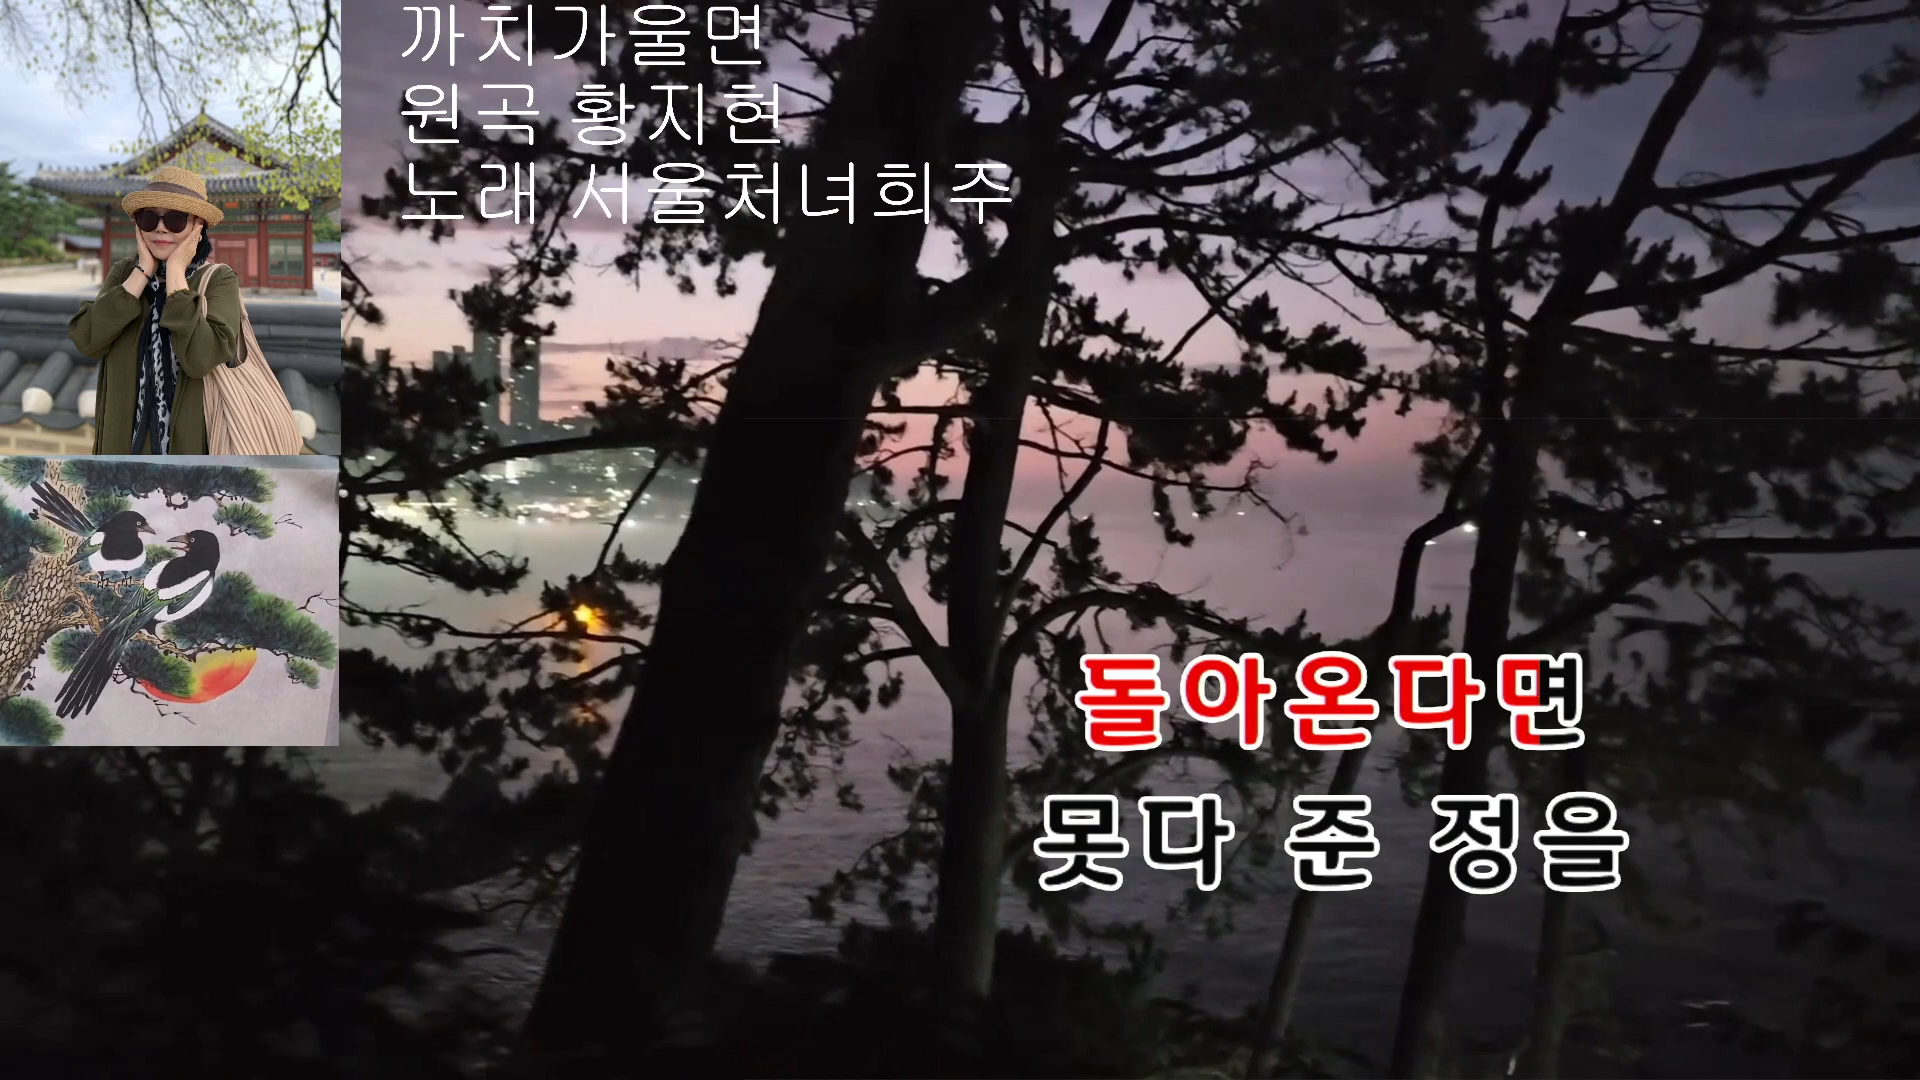 까치가울면
원곡 황지현
노래 서울처녀희주
돌아온다면
못다 준 정을